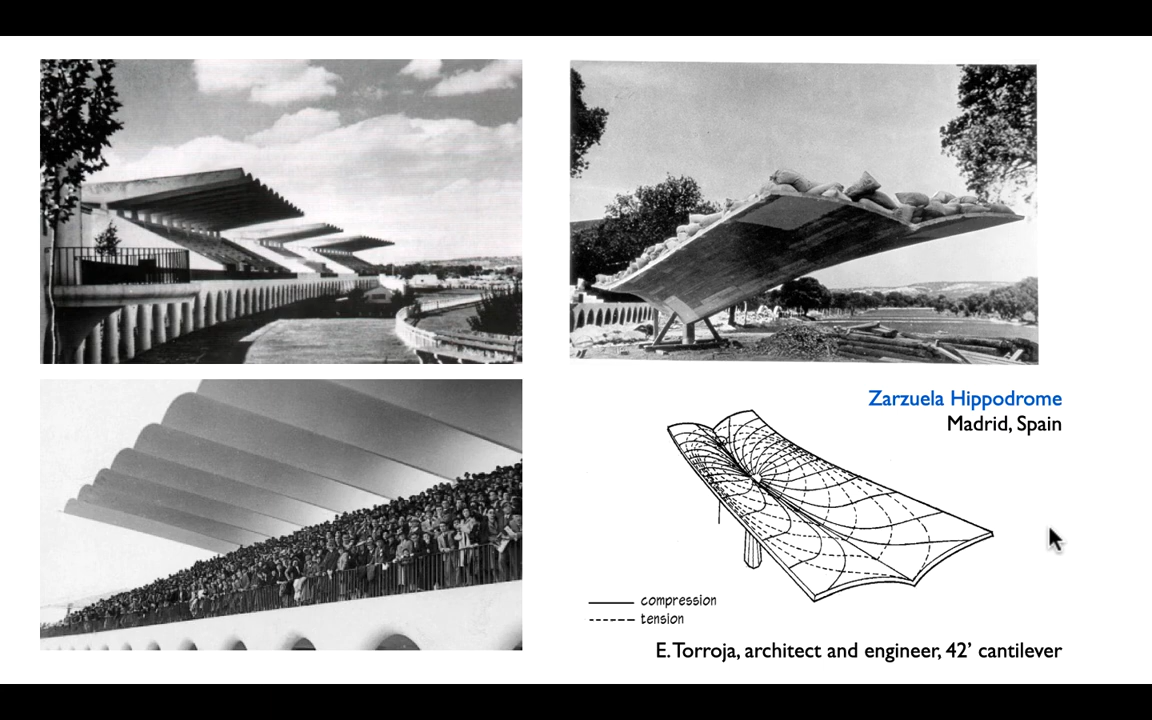 Zarzuela Hippodrome
Madrid, Spain
compression
tension
E. Torroja, architect and engineer, 42’ cantilever